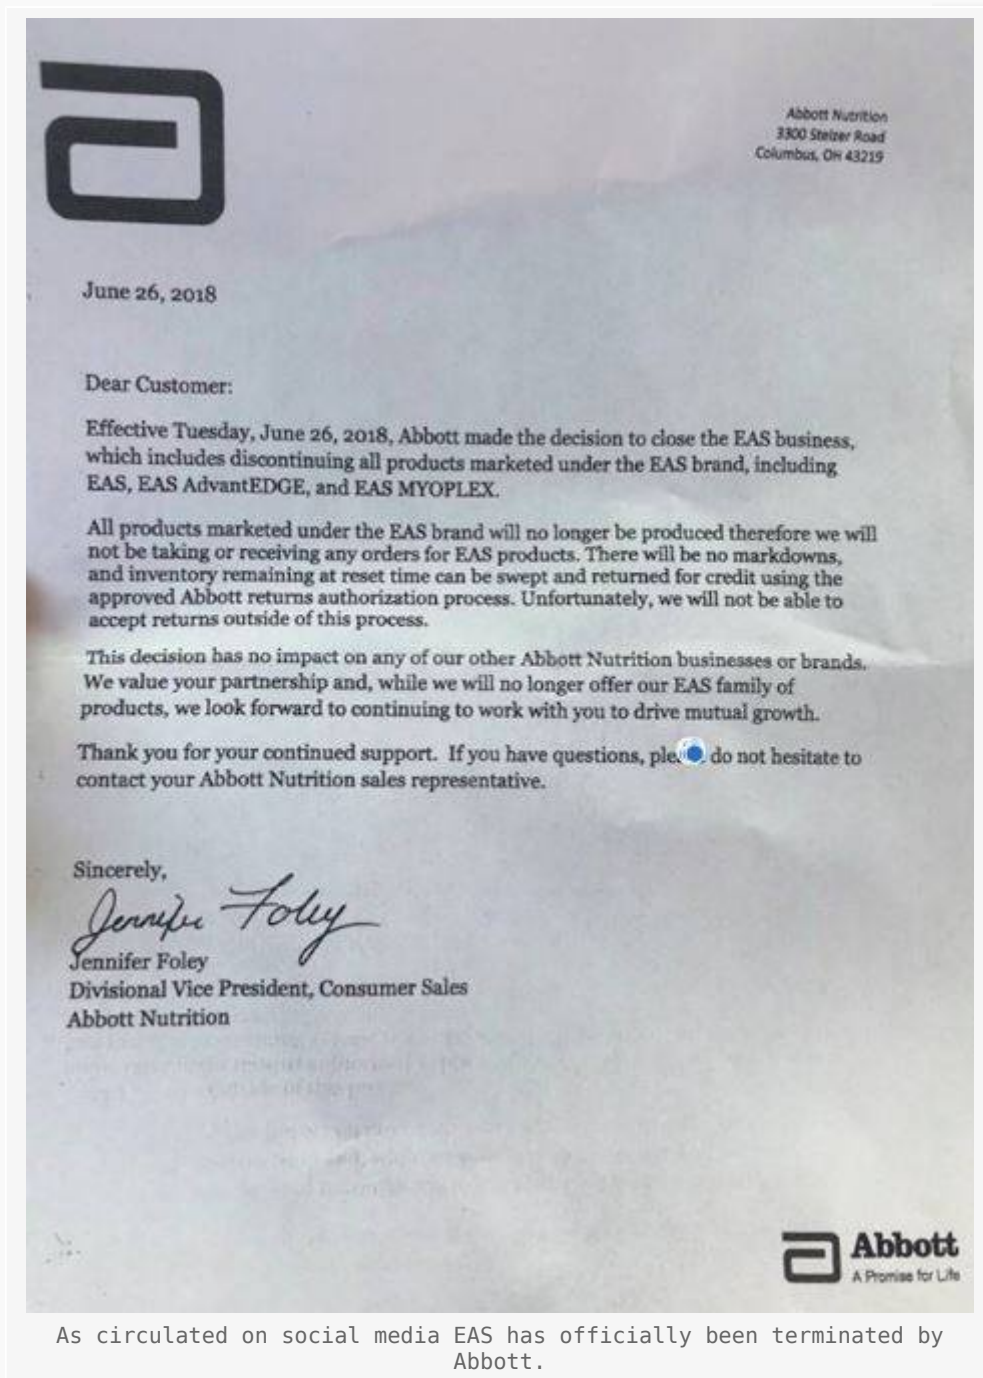 Abbott Nutrition
3300 Stelzer Road
Columbus, OH 43219
June 26, 2018
Dear Customer:
Effective Tuesday, June 26, 2018, Abbott made the decision to close the EAS business,
which includes discontinuing all products marketed under the EAS brand, including
EAS, EAS AdvantEDGE, and EAS MYOPLEX.
All products marketed under the EAS brand will no longer be produced therefore we will
not be taking or receiving any orders for EAS products. There will be no markdowns,
and inventory remaining at reset time can be swept and returned for credit using the
approved Abbott returns authorization process. Unfortunately, we will not be able to
accept returns outside of this process.
This decision has no impact on any of our other Abbott Nutrition businesses or brands.
We value your partnership and, while we will no longer offer our EAS family of
products, we look forward to continuing to work with you to drive mutual growth.
Thank you for your continued support. If you have questions, do not hesitate to
contact your Abbott Nutrition sales representative.
Sincerely,
Jennifer Foley
Jennifer Foley
Divisional Vice President, Consumer Sales
Abbott Nutrition
Abbott
A Promise for Life
As circulated on social media EAS has officially been terminated by
Abbott.